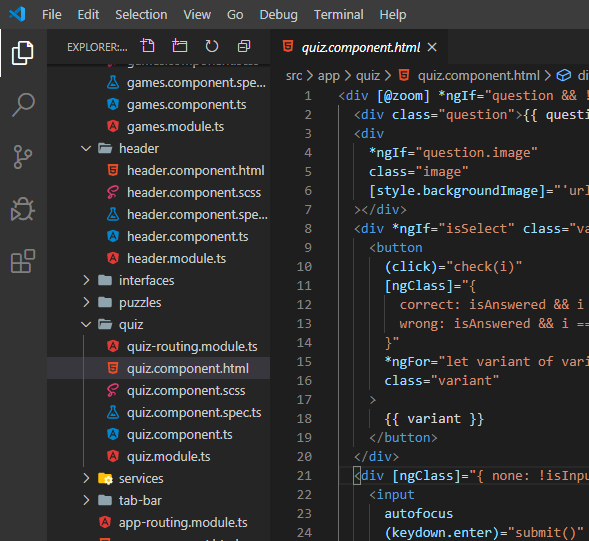 File Edit Selection View Go Debug Terminal Help
EXPLORER:...
games.component.spe...
games.component.ts
games.module.ts
header
header.component.html
header.component.scss
header.component.spe...
header.component.ts
header.module.ts
interfaces
puzzles
quiz
quiz-routing.module.ts
quiz.component.html
quiz.component.scss
quiz.component.spec.ts
quiz.component.ts
quiz.module.ts
services
tab-bar
app-routing.module.ts
quiz.component.html ×
src > app > quiz > quiz.component.html > di
1 <div [@zoom] *ngIf="question && !
2 <div class="question">{{ questi
3 <div
4 *ngIf="question.image"
5 class="image"
6 [style.backgroundImage]="'url
7 ></div>
8 <div *ngIf="isSelect" class="va
9 <button
10 (click)="check(i)"
11 [ngClass]="{
12 correct: isAnswered && i
13 wrong: isAnswered && i ==
14 }"
15 *ngFor="let variant of vari
16 class="variant"
17 >
18 {{ variant }}
19 </button>
20 </div>
21 <div [ngClass]="{ none: !isInpu
22 <input
23 autofocus
24 (keydown.enter)="submit()"